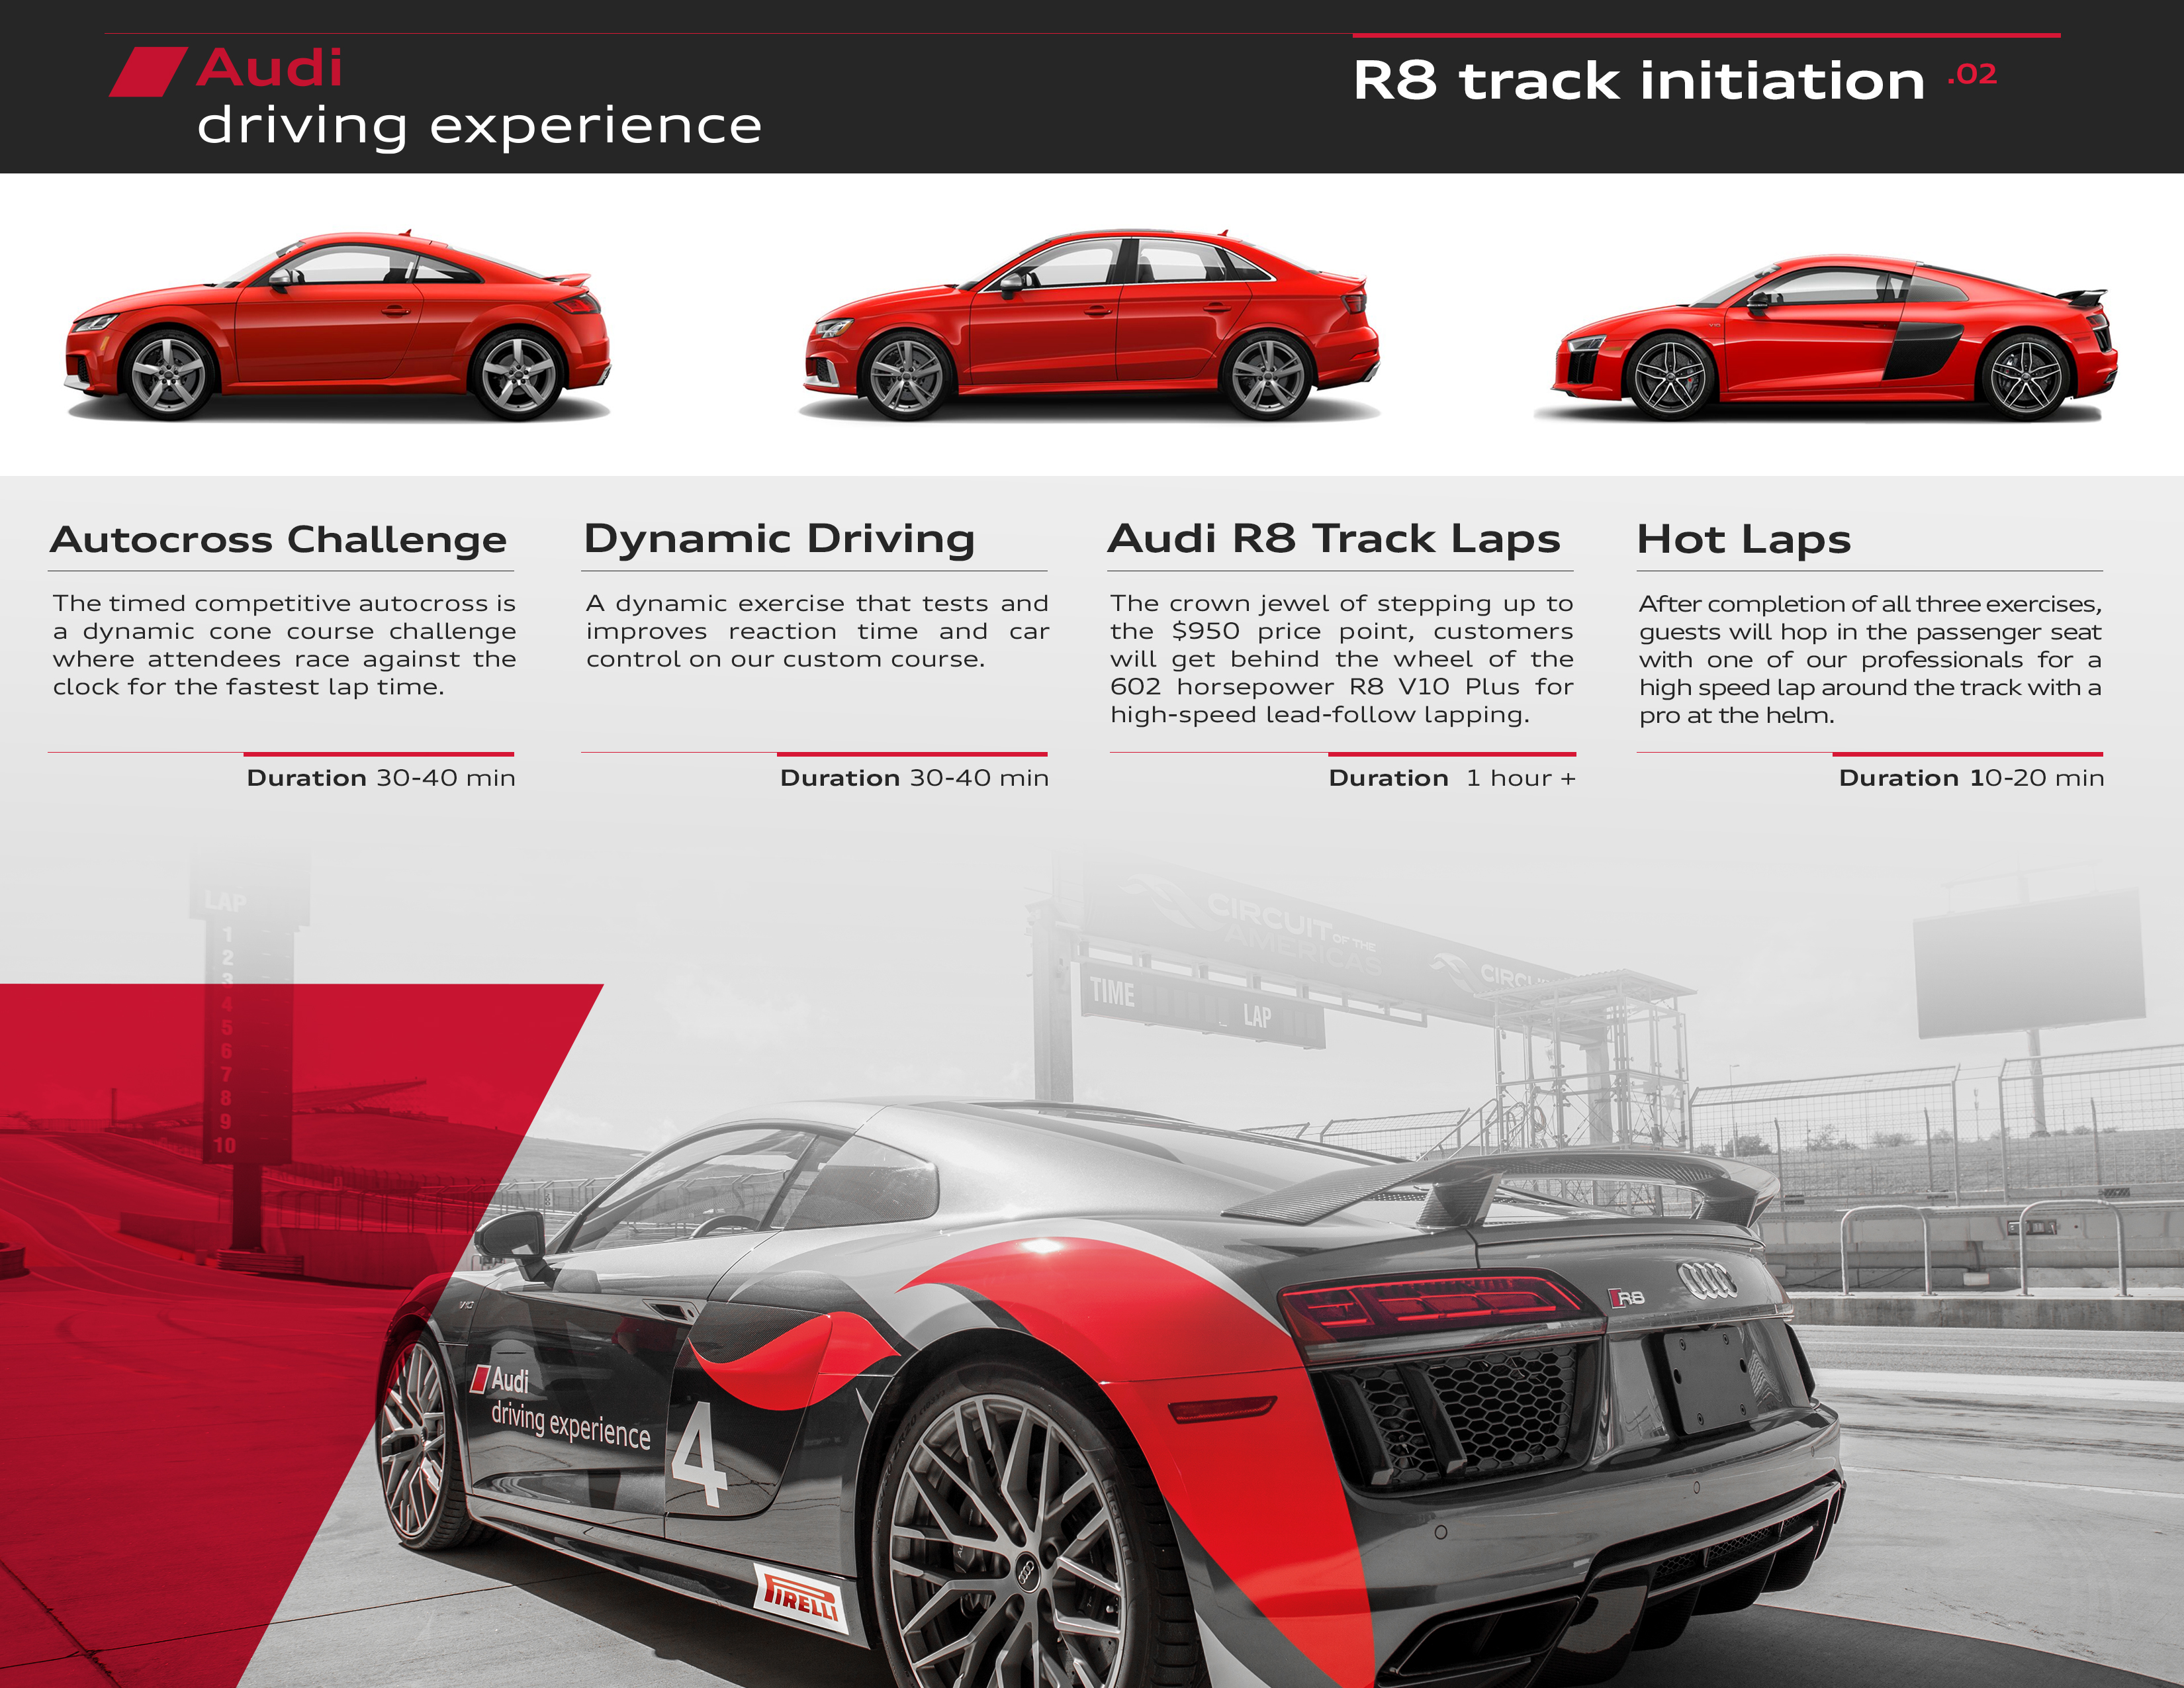 Audi
driving experience
R8 track initiation .02
Autocross Challenge
The timed competitive autocross is
a dynamic cone course challenge
where attendees race against the
clock for the fastest lap time.
Duration 30-40 min
Dynamic Driving
A dynamic exercise that tests and
improves reaction time and car
control on our custom course.
Duration 30-40 min
Audi R8 Track Laps
The crown jewel of stepping up to
the $950 price point, customers
will get behind the wheel of the
602 horsepower R8 V10 Plus for
high-speed lead-follow lapping.
Duration 1 hour +
Hot Laps
After completion of all three exercises,
guests will hop in the passenger seat
with one of our professionals for a
high speed lap around the track with a
pro at the helm.
Duration 10-20 min
LAP
1
2
3
4
5
6
7
8
9
10
CIRCUIT
OF THE
AMERICAS
TIME
LAP
V10
R8
Audi
driving experience
4
PIRELLI